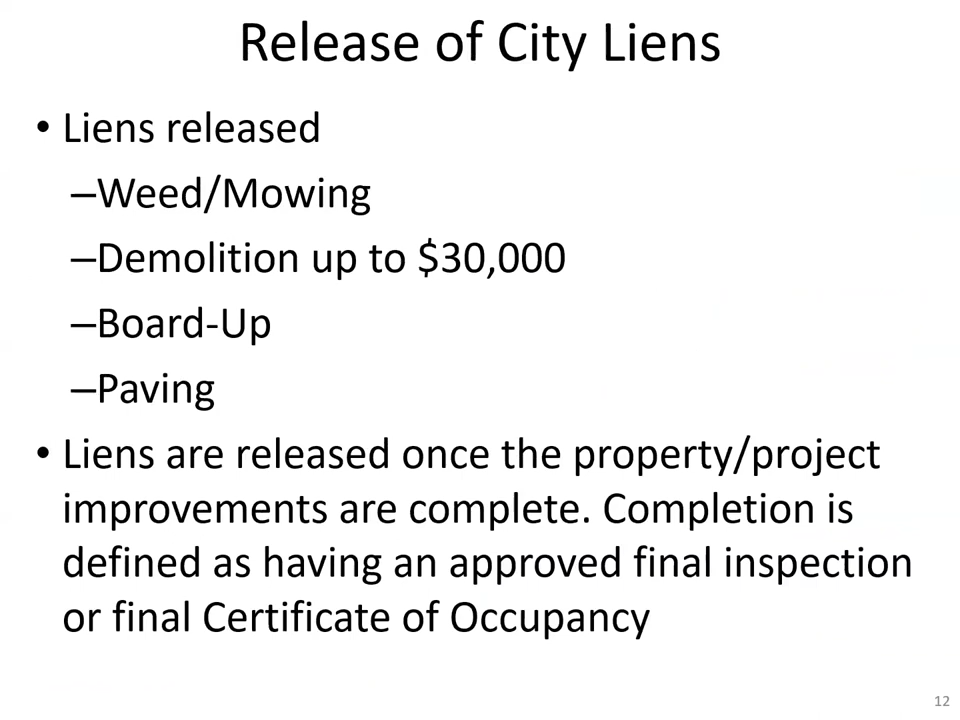 Release of City Liens
• Liens released
–Weed/Mowing
–Demolition up to $30,000
–Board-Up
–Paving
• Liens are released once the property/project
improvements are complete. Completion is
defined as having an approved final inspection
or final Certificate of Occupancy
12